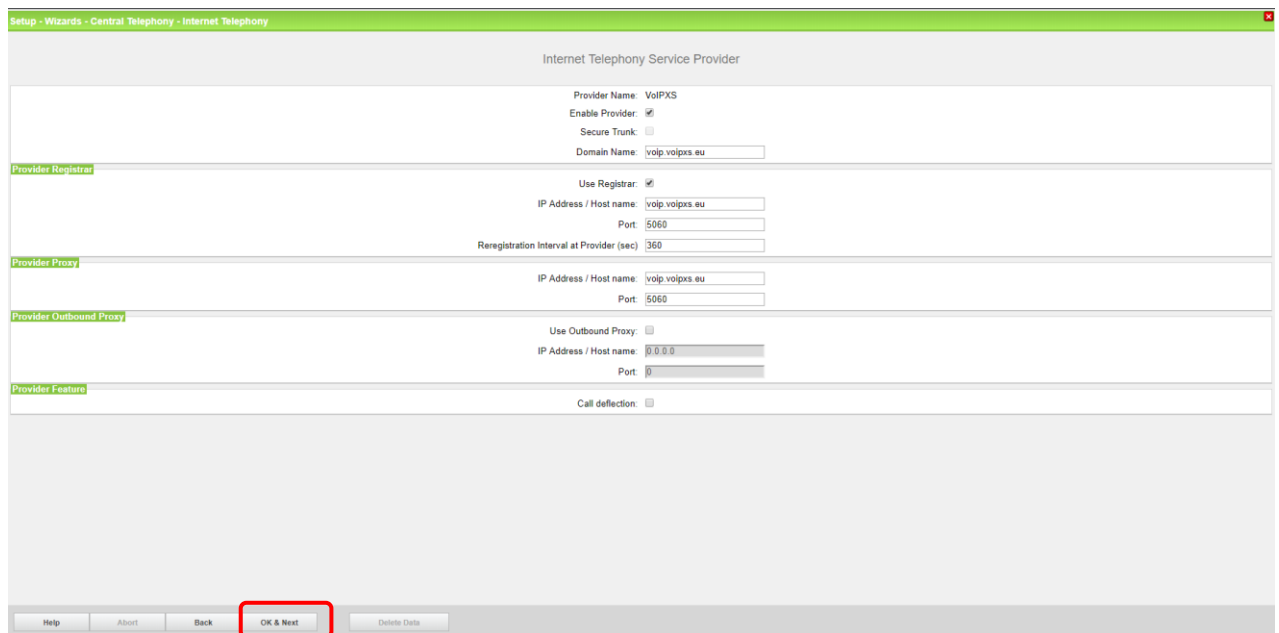 Setup - Wizards - Central Telephony - Internet Telephony
Internet Telephony Service Provider
Provider Name: VoIPXS
Enable Provider:
Secure Trunk:
Domain Name: voip.voipxs.eu
Provider Registrar
Use Registrar:
IP Address / Host name: voip.voipxs.eu
Port: 5060
Reregistration Interval at Provider (sec) 360
Provider Proxy
IP Address / Host name: voip.voipxs.eu
Port: 5060
Provider Outbound Proxy
Use Outbound Proxy:
IP Address / Host name: 0.0.0.0
Port: 0
Provider Feature
Call deflection:
Help Abort Back OK & Next Delete Data